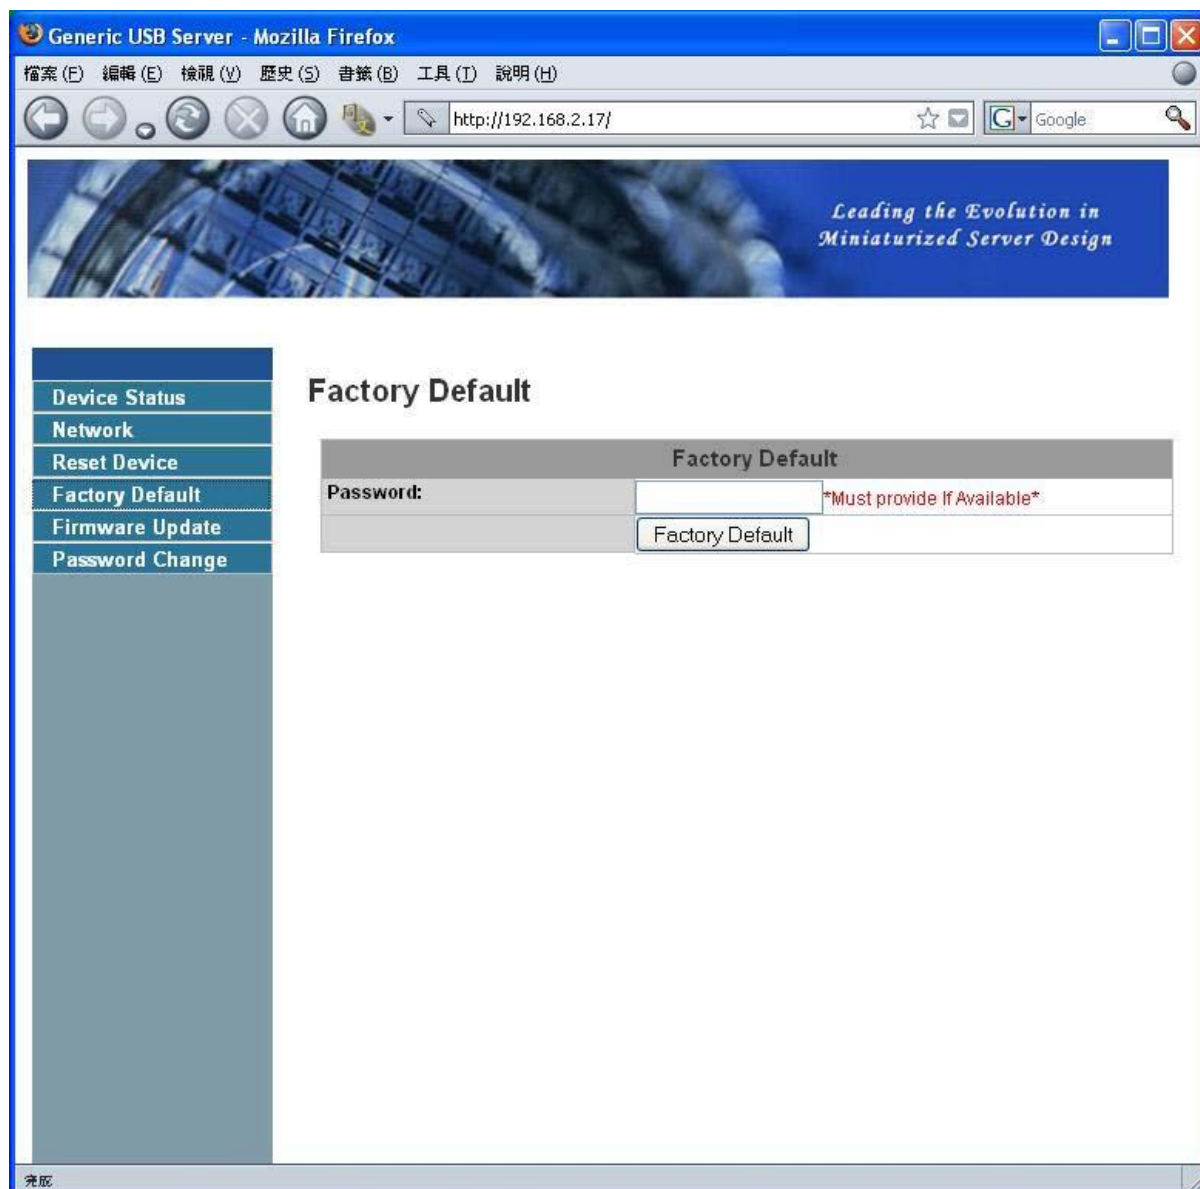 Generic USB Server - Mozilla Firefox
檔案(F) 編輯(E) 檢視(V) 歷史(S) 書籤(B) 工具(T) 說明(H)
http://192.168.2.17/
G Google
Leading the Evolution in
Miniaturized Server Design
Device Status
Network
Reset Device
Factory Default
Firmware Update
Password Change
Factory Default
Factory Default
Password:
*Must provide If Available*
Factory Default
完成